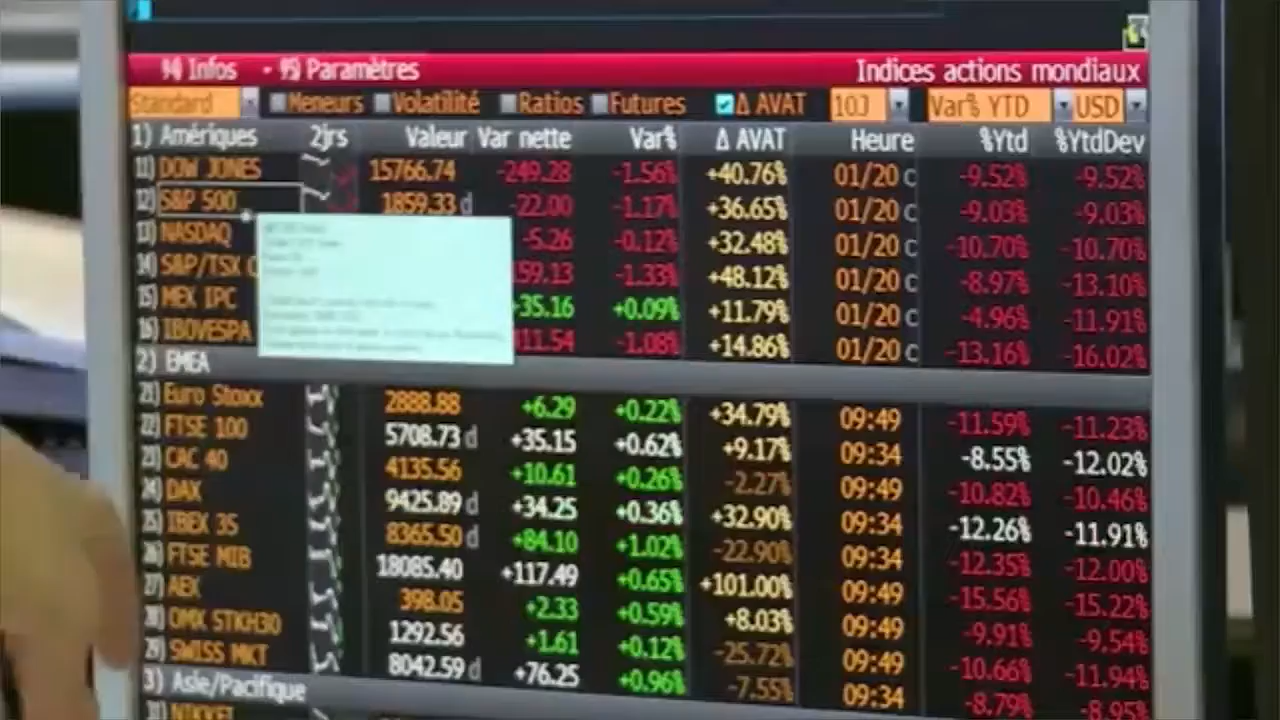 94) Infos - 95) Paramètres Indices actions mondiaux
Standard Meneurs Volatilité Ratios Futures Δ AVAT 10J Var% YTD USD
1) Amériques 2jrs Valeur Var nette Var% Δ AVAT Heure %Ytd %YtdDev
11) DOW JONES 15766.74 -249.28 -1.56% +40.76% 01/20 c -9.52% -9.52%
12) S&P 500 1859.33 d -22.00 -1.17% +36.65% 01/20 c -9.03% -9.03%
13) NASDAQ -5.26 -0.12% +32.48% 01/20 c -10.70% -10.70%
14) S&P/TSX C 159.13 -1.33% +48.12% 01/20 c -8.97% -13.10%
15) MEX IPC +35.16 +0.09% +11.79% 01/20 c -4.96% -11.91%
16) IBOVESPA 411.54 -1.08% +14.86% 01/20 c -13.16% -16.02%
2) EMEA
21) Euro Stoxx 2888.88 +6.29 +0.22% +34.79% 09:49 -11.59% -11.23%
22) FTSE 100 5708.73 d +35.15 +0.62% +9.17% 09:34 -8.55% -12.02%
23) CAC 40 4135.56 +10.61 +0.26% -2.27% 09:49 -10.82% -10.46%
24) DAX 9425.89 d +34.25 +0.36% +32.90% 09:34 -12.26% -11.91%
25) IBEX 35 8365.50 d +84.10 +1.02% -22.90% 09:34 -12.35% -12.00%
26) FTSE MIB 18085.40 +117.49 +0.65% +101.00% 09:49 -15.56% -15.22%
27) AEX 398.05 +2.33 +0.59% +8.03% 09:49 -9.91% -9.54%
28) OMX STKH30 1292.56 +1.61 +0.12% -25.72% 09:49 -10.66% -11.94%
29) SWISS MKT 8042.59 d +76.25 +0.96% -7.55% 09:34 -8.79% -8.95%
3) Asie/Pacifique
31) NIKKEI